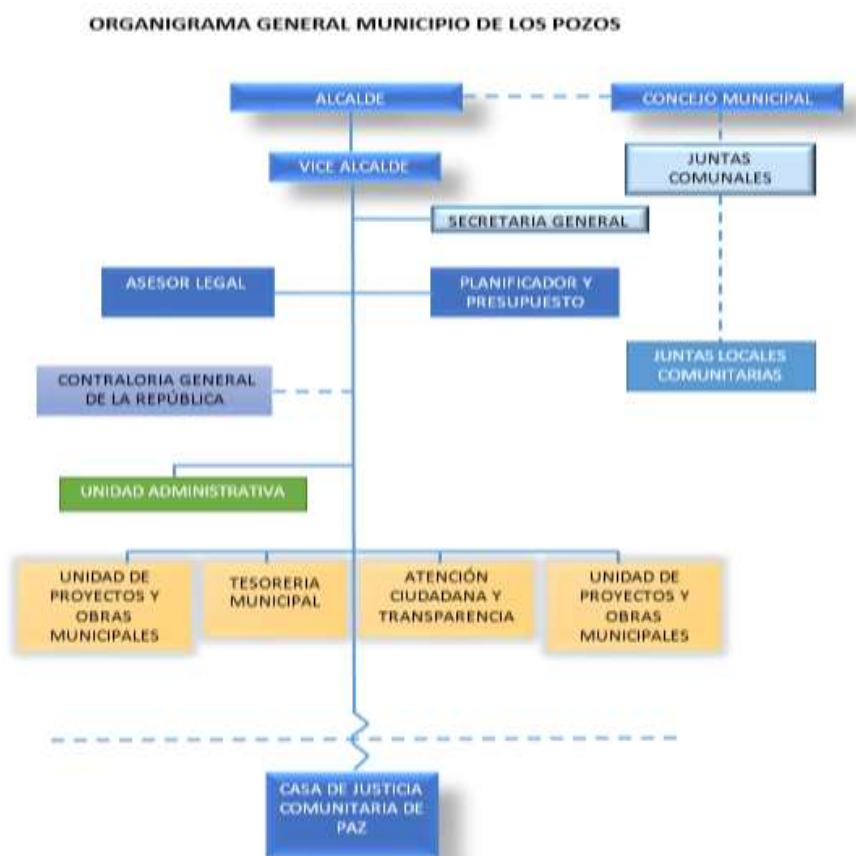 ORGANIGRAMA GENERAL MUNICIPIO DE LOS POZOS
ALCALDE
CONCEJO MUNICIPAL
VICE ALCALDE
JUNTAS
COMUNALES
SECRETARIA GENERAL
ASESOR LEGAL
PLANIFICADOR Y
PRESUPUESTO
JUNTAS LOCALES
COMUNITARIAS
CONTRALORIA GENERAL
DE LA REPÚBLICA
UNIDAD ADMINISTRATIVA
UNIDAD DE
PROYECTOS Y
OBRAS
MUNICIPALES
TESORERIA
MUNICIPAL
ATENCIÓN
CIUDADANA Y
TRANSPARENCIA
UNIDAD DE
PROYECTOS Y
OBRAS
MUNICIPALES
CASA DE JUSTICIA
COMUNITARIA DE
PAZ